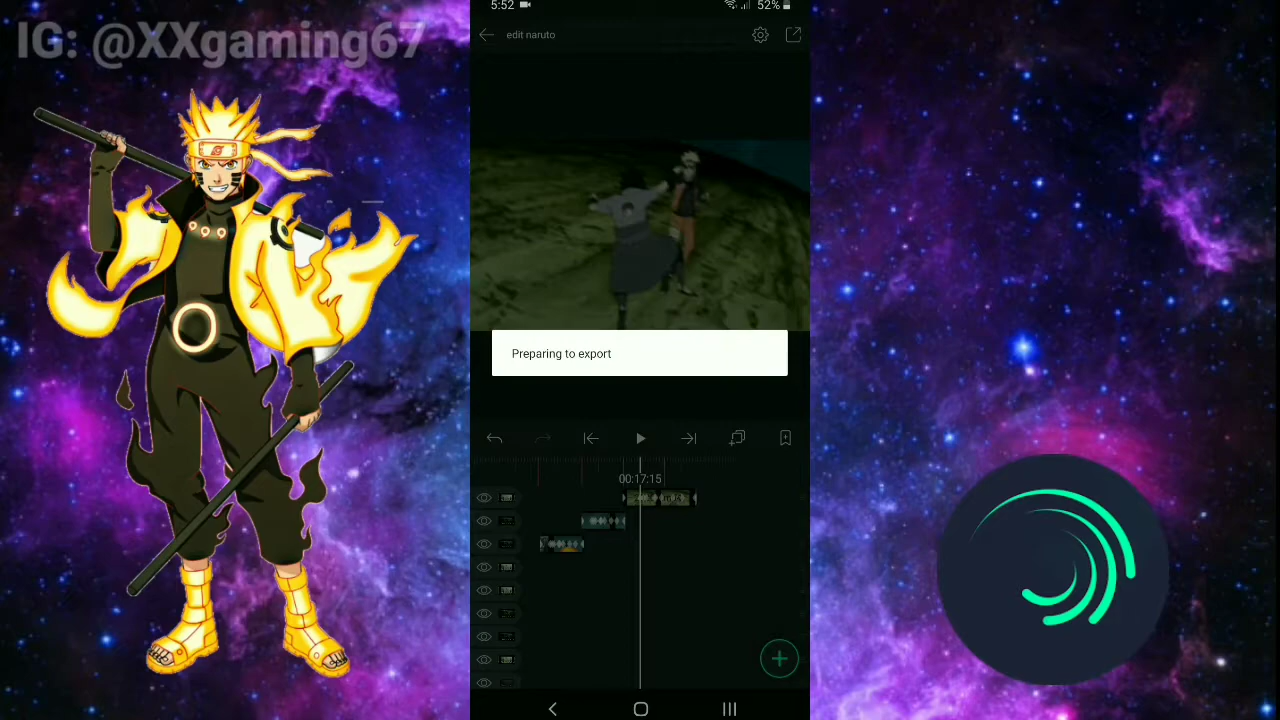 IG: @XXgaming67
5:52
52%
edit naruto
Preparing to export
00:17:15